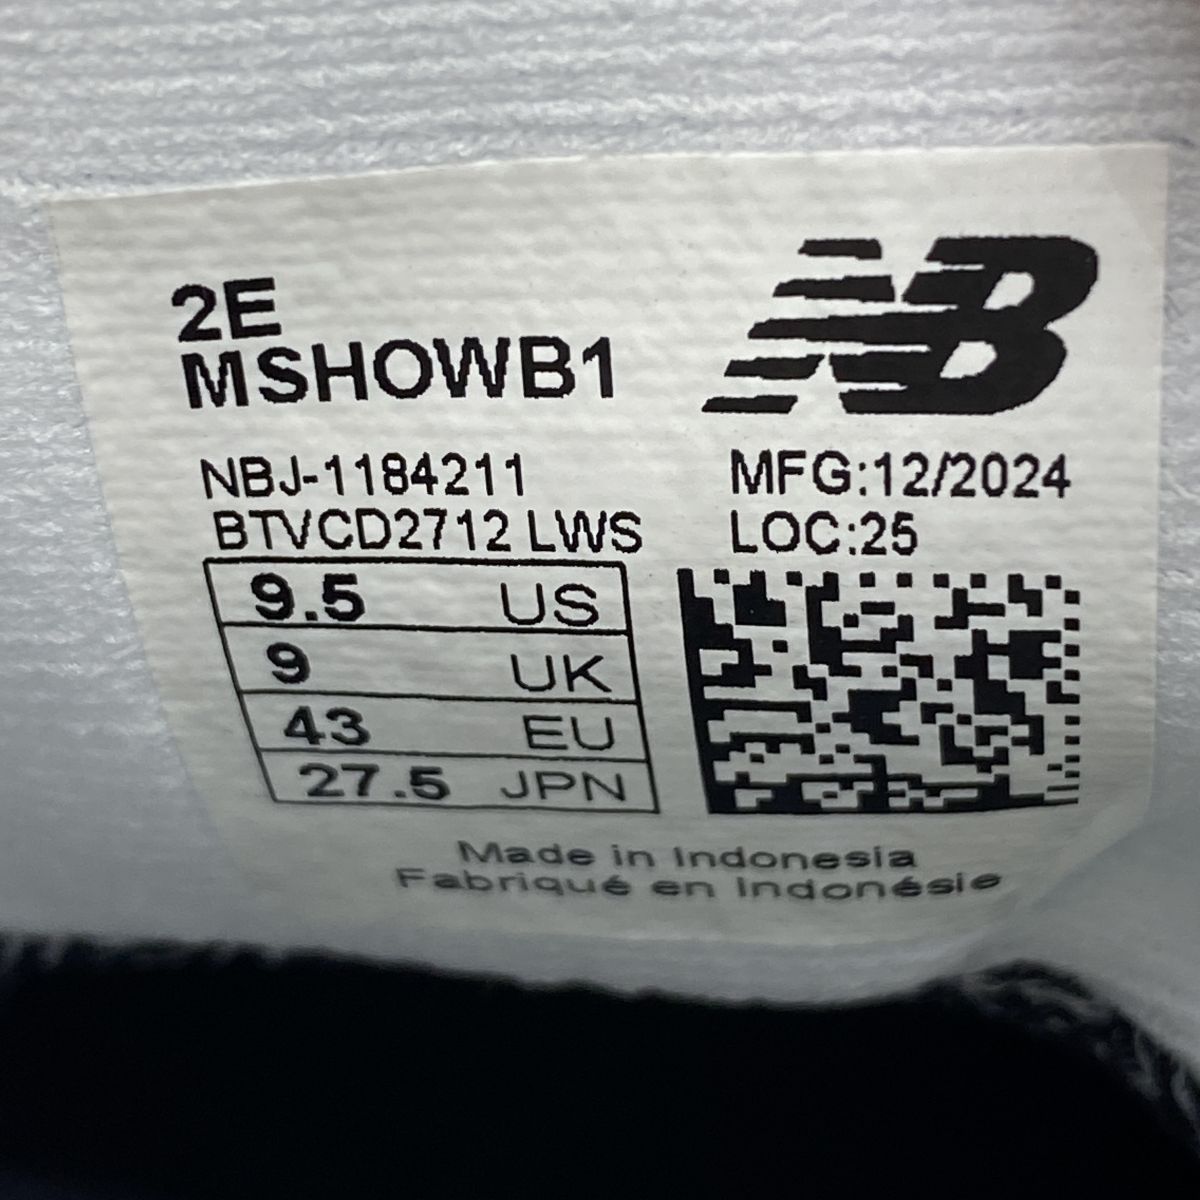 2E
MSHOWB1
NB
NBJ-1184211
BTVCD2712 LWS
MFG:12/2024
LOC:25
9.5 US
9 UK
43 EU
27.5 JPN
Made in Indonesia
Fabriqué en Indonésie